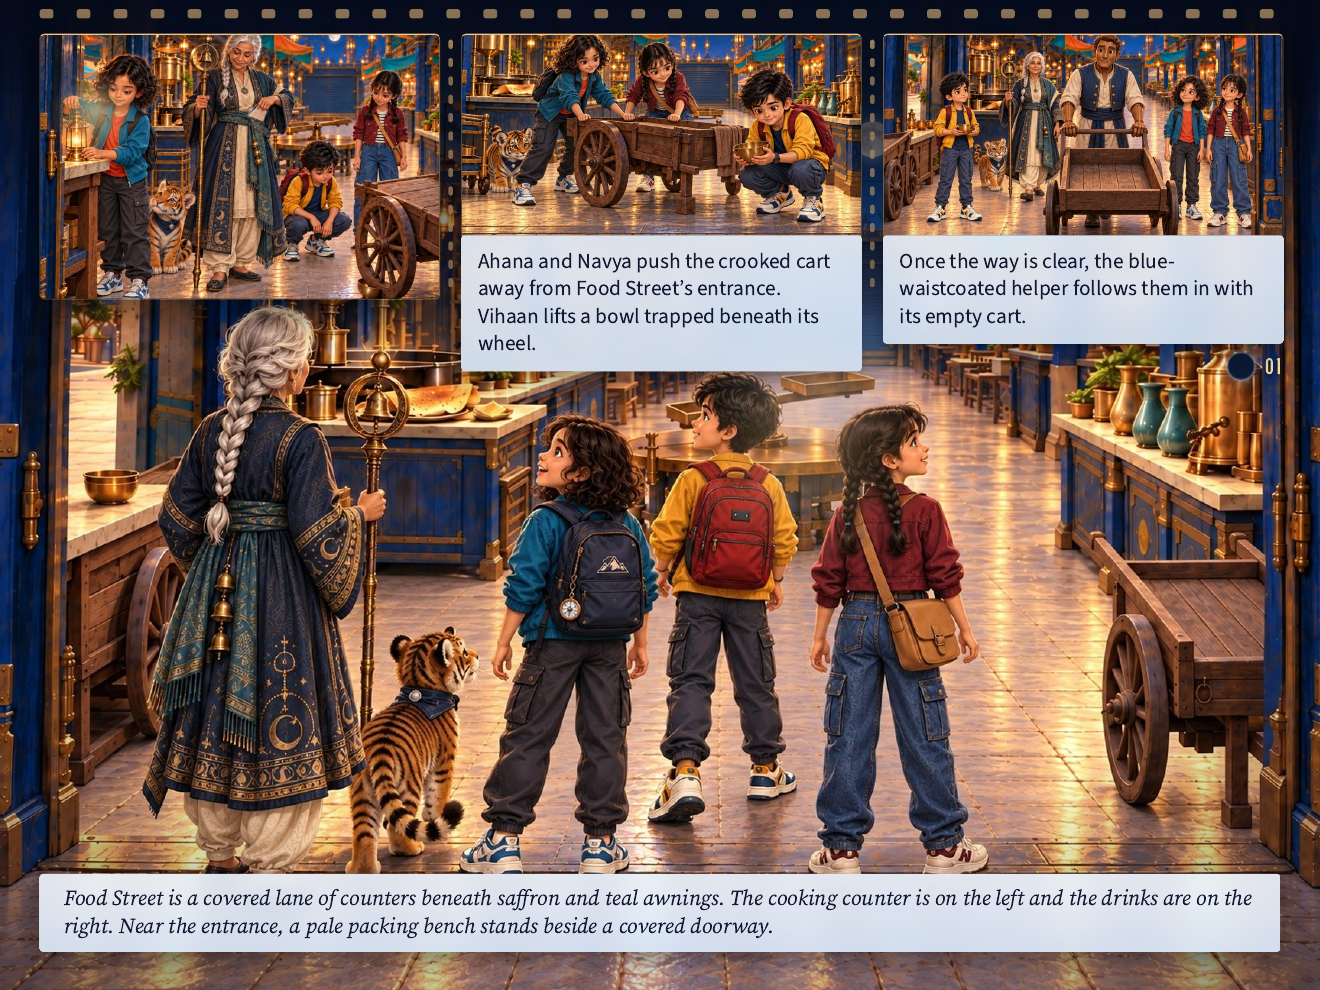 Ahana and Navya push the crooked cart
away from Food Street’s entrance.
Vihaan lifts a bowl trapped beneath its
wheel.
Once the way is clear, the blue-
waistcoated helper follows them in with
its empty cart.
01
Food Street is a covered lane of counters beneath saffron and teal awnings. The cooking counter is on the left and the drinks are on the
right. Near the entrance, a pale packing bench stands beside a covered doorway.